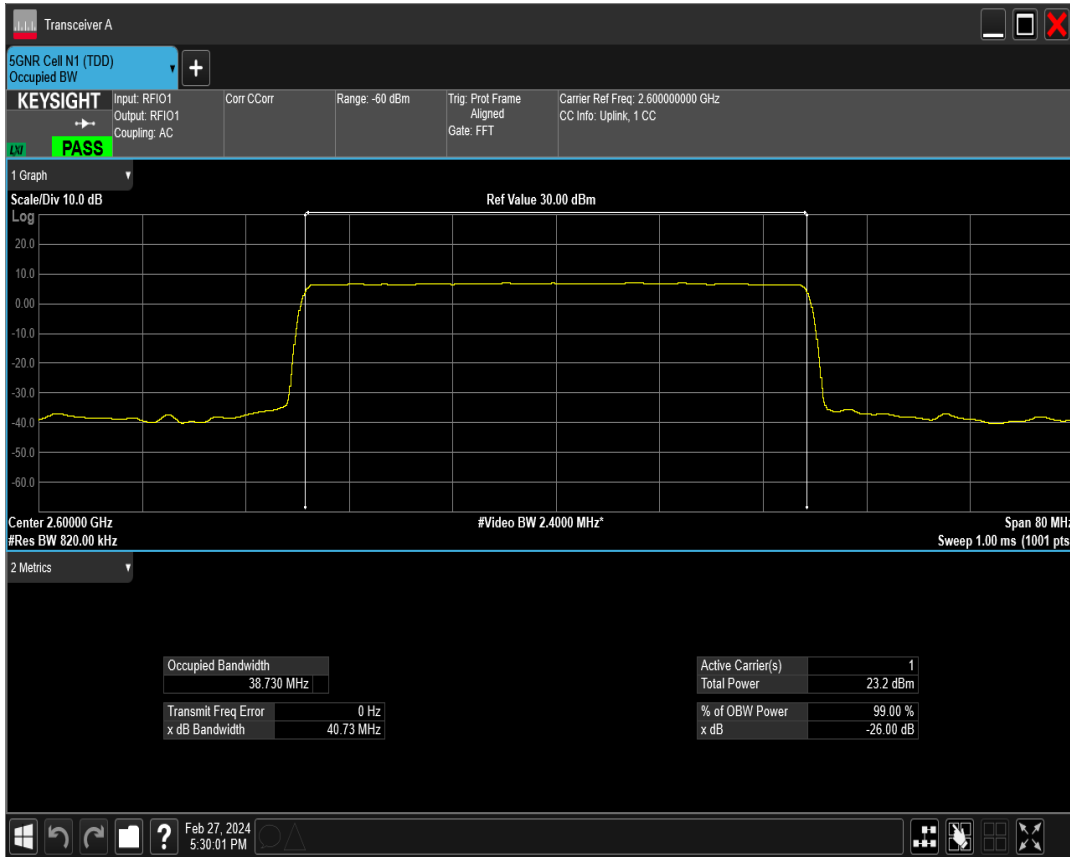 Transceiver A
5GNR Cell N1 (TDD)
Occupied BW
KEYSIGHT
LXI
PASS
Input: RFIO1
Output: RFIO1
Coupling: AC
Corr CCorr
Range: -60 dBm
Trig: Prot Frame
Aligned
Gate: FFT
Carrier Ref Freq: 2.600000000 GHz
CC Info: Uplink, 1 CC
1 Graph
Scale/Div 10.0 dB
Ref Value 30.00 dBm
Log
20.0
10.0
0.00
-10.0
-20.0
-30.0
-40.0
-50.0
-60.0
Center 2.60000 GHz
#Video BW 2.4000 MHz*
Span 80 MHz
#Res BW 820.00 kHz
Sweep 1.00 ms (1001 pts
2 Metrics
Occupied Bandwidth
38.730 MHz
Transmit Freq Error 0 Hz
x dB Bandwidth 40.73 MHz
Active Carrier(s) 1
Total Power 23.2 dBm
% of OBW Power 99.00 %
x dB -26.00 dB
?
Feb 27, 2024
5:30:01 PM